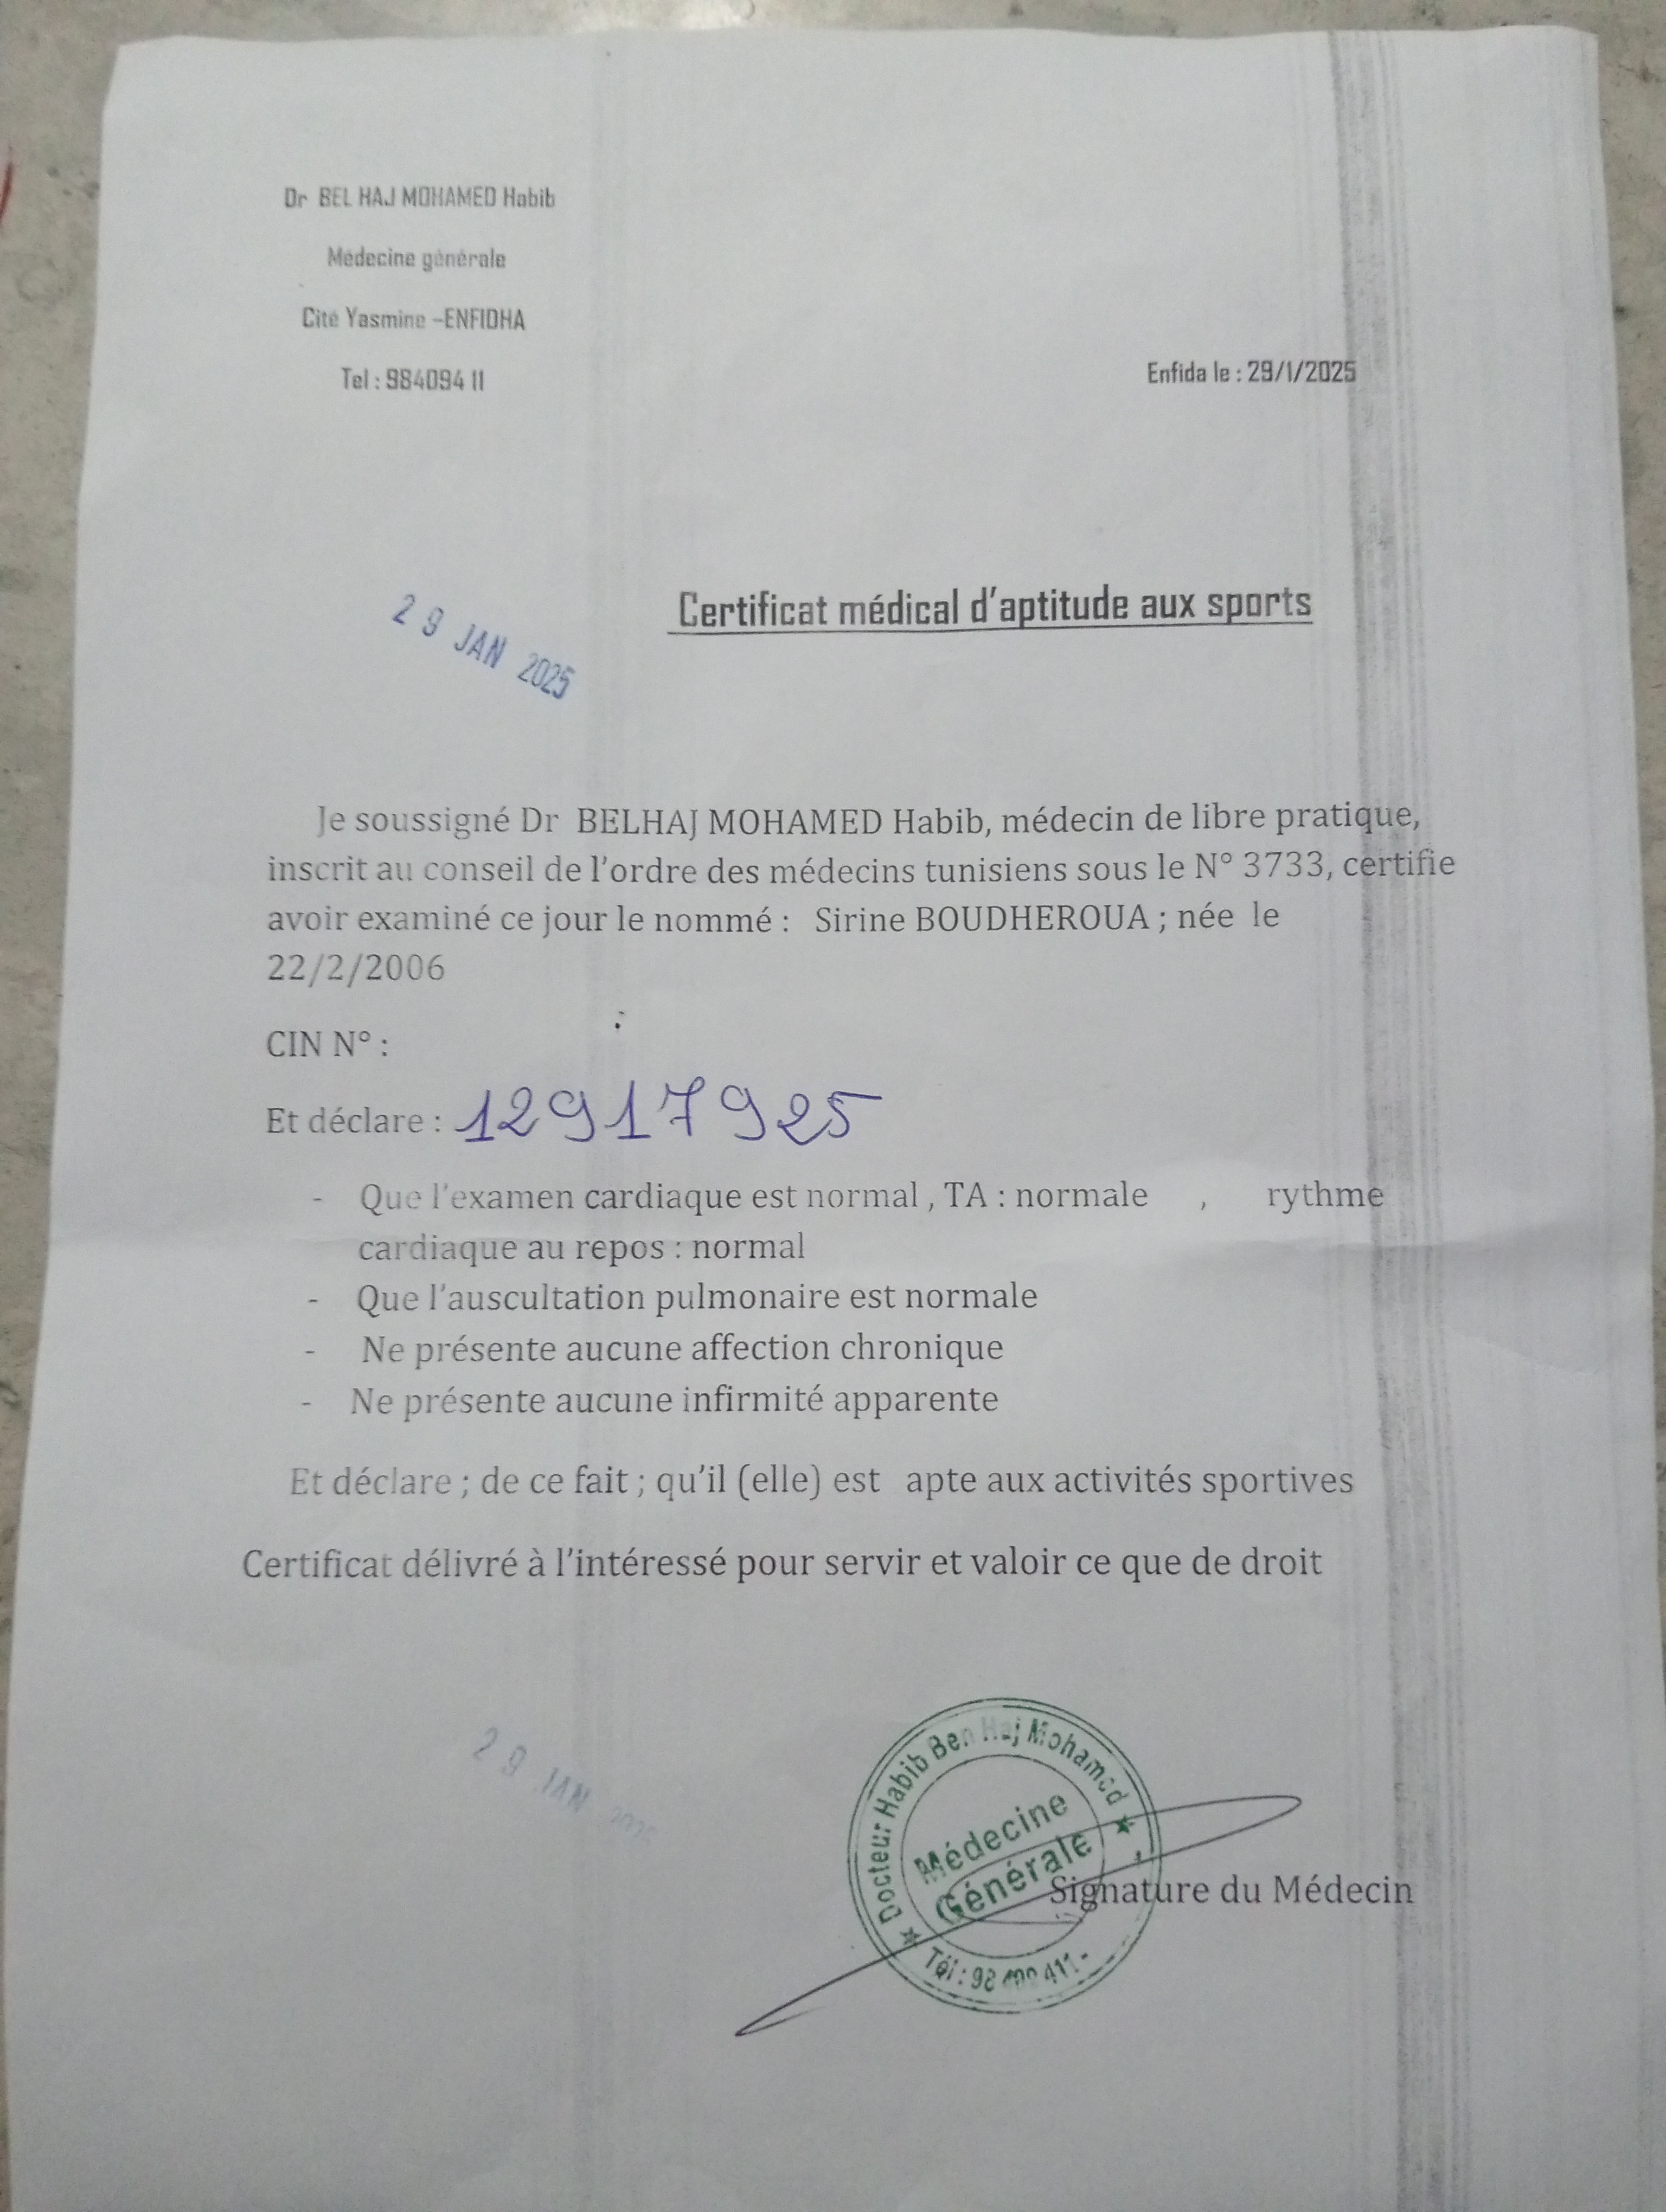 Dr BEL HAJ MOHAMED Habib
Médecine générale
Cité Yasmine -ENFIDHA
Tel : 984094 11
Enfida le : 29/1/2025
Certificat médical d'aptitude aux sports
29 JAN 2025
Je soussigné Dr BELHAJ MOHAMED Habib, médecin de libre pratique,
inscrit au conseil de l'ordre des médecins tunisiens sous le N° 3733, certifie
avoir examiné ce jour le nommé : Sirine BOUDHEROUA ; née le
22/2/2006
CIN N° :
Et déclare : 12917925
- Que l'examen cardiaque est normal , TA : normale , rythme
cardiaque au repos : normal
- Que l'auscultation pulmonaire est normale
- Ne présente aucune affection chronique
- Ne présente aucune infirmité apparente
Et déclare ; de ce fait ; qu'il (elle) est apte aux activités sportives
Certificat délivré à l'intéressé pour servir et valoir ce que de droit
29 JAN
Docteur Habib Ben Haj Mohamed
Médecine
Générale
Signature du Médecin
Tél : 98 411